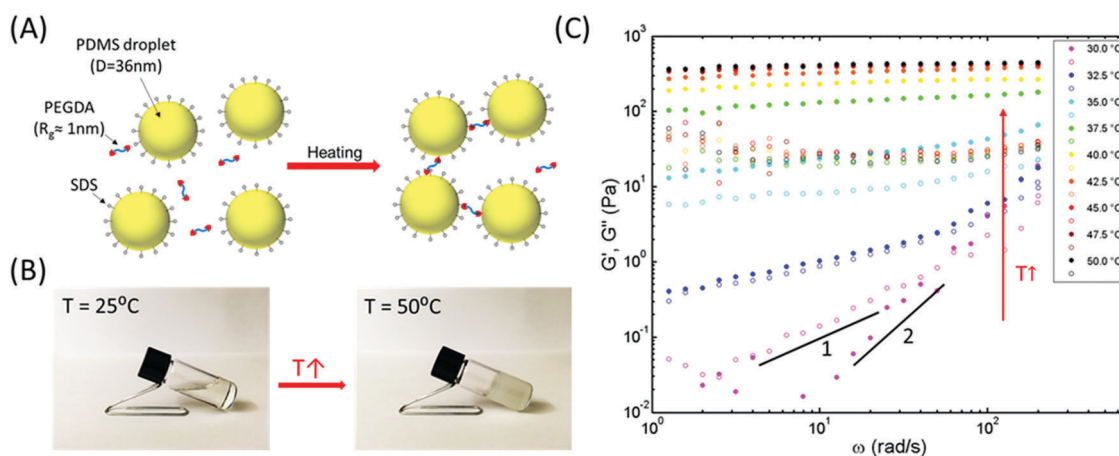 (A)
PDMS droplet
(D=36nm)
PEGDA
(Rg≈ 1nm)
SDS
Heating
(B)
T = 25⁰C
T↑
T = 50⁰C
(C)
G', G'' (Pa)
10³
10²
10¹
10⁰
10⁻¹
10⁻²
10⁰
10¹
10²
ω (rad/s)
1
2
T↑
30.0 °C
32.5 °C
35.0 °C
37.5 °C
40.0 °C
42.5 °C
45.0 °C
47.5 °C
50.0 °C